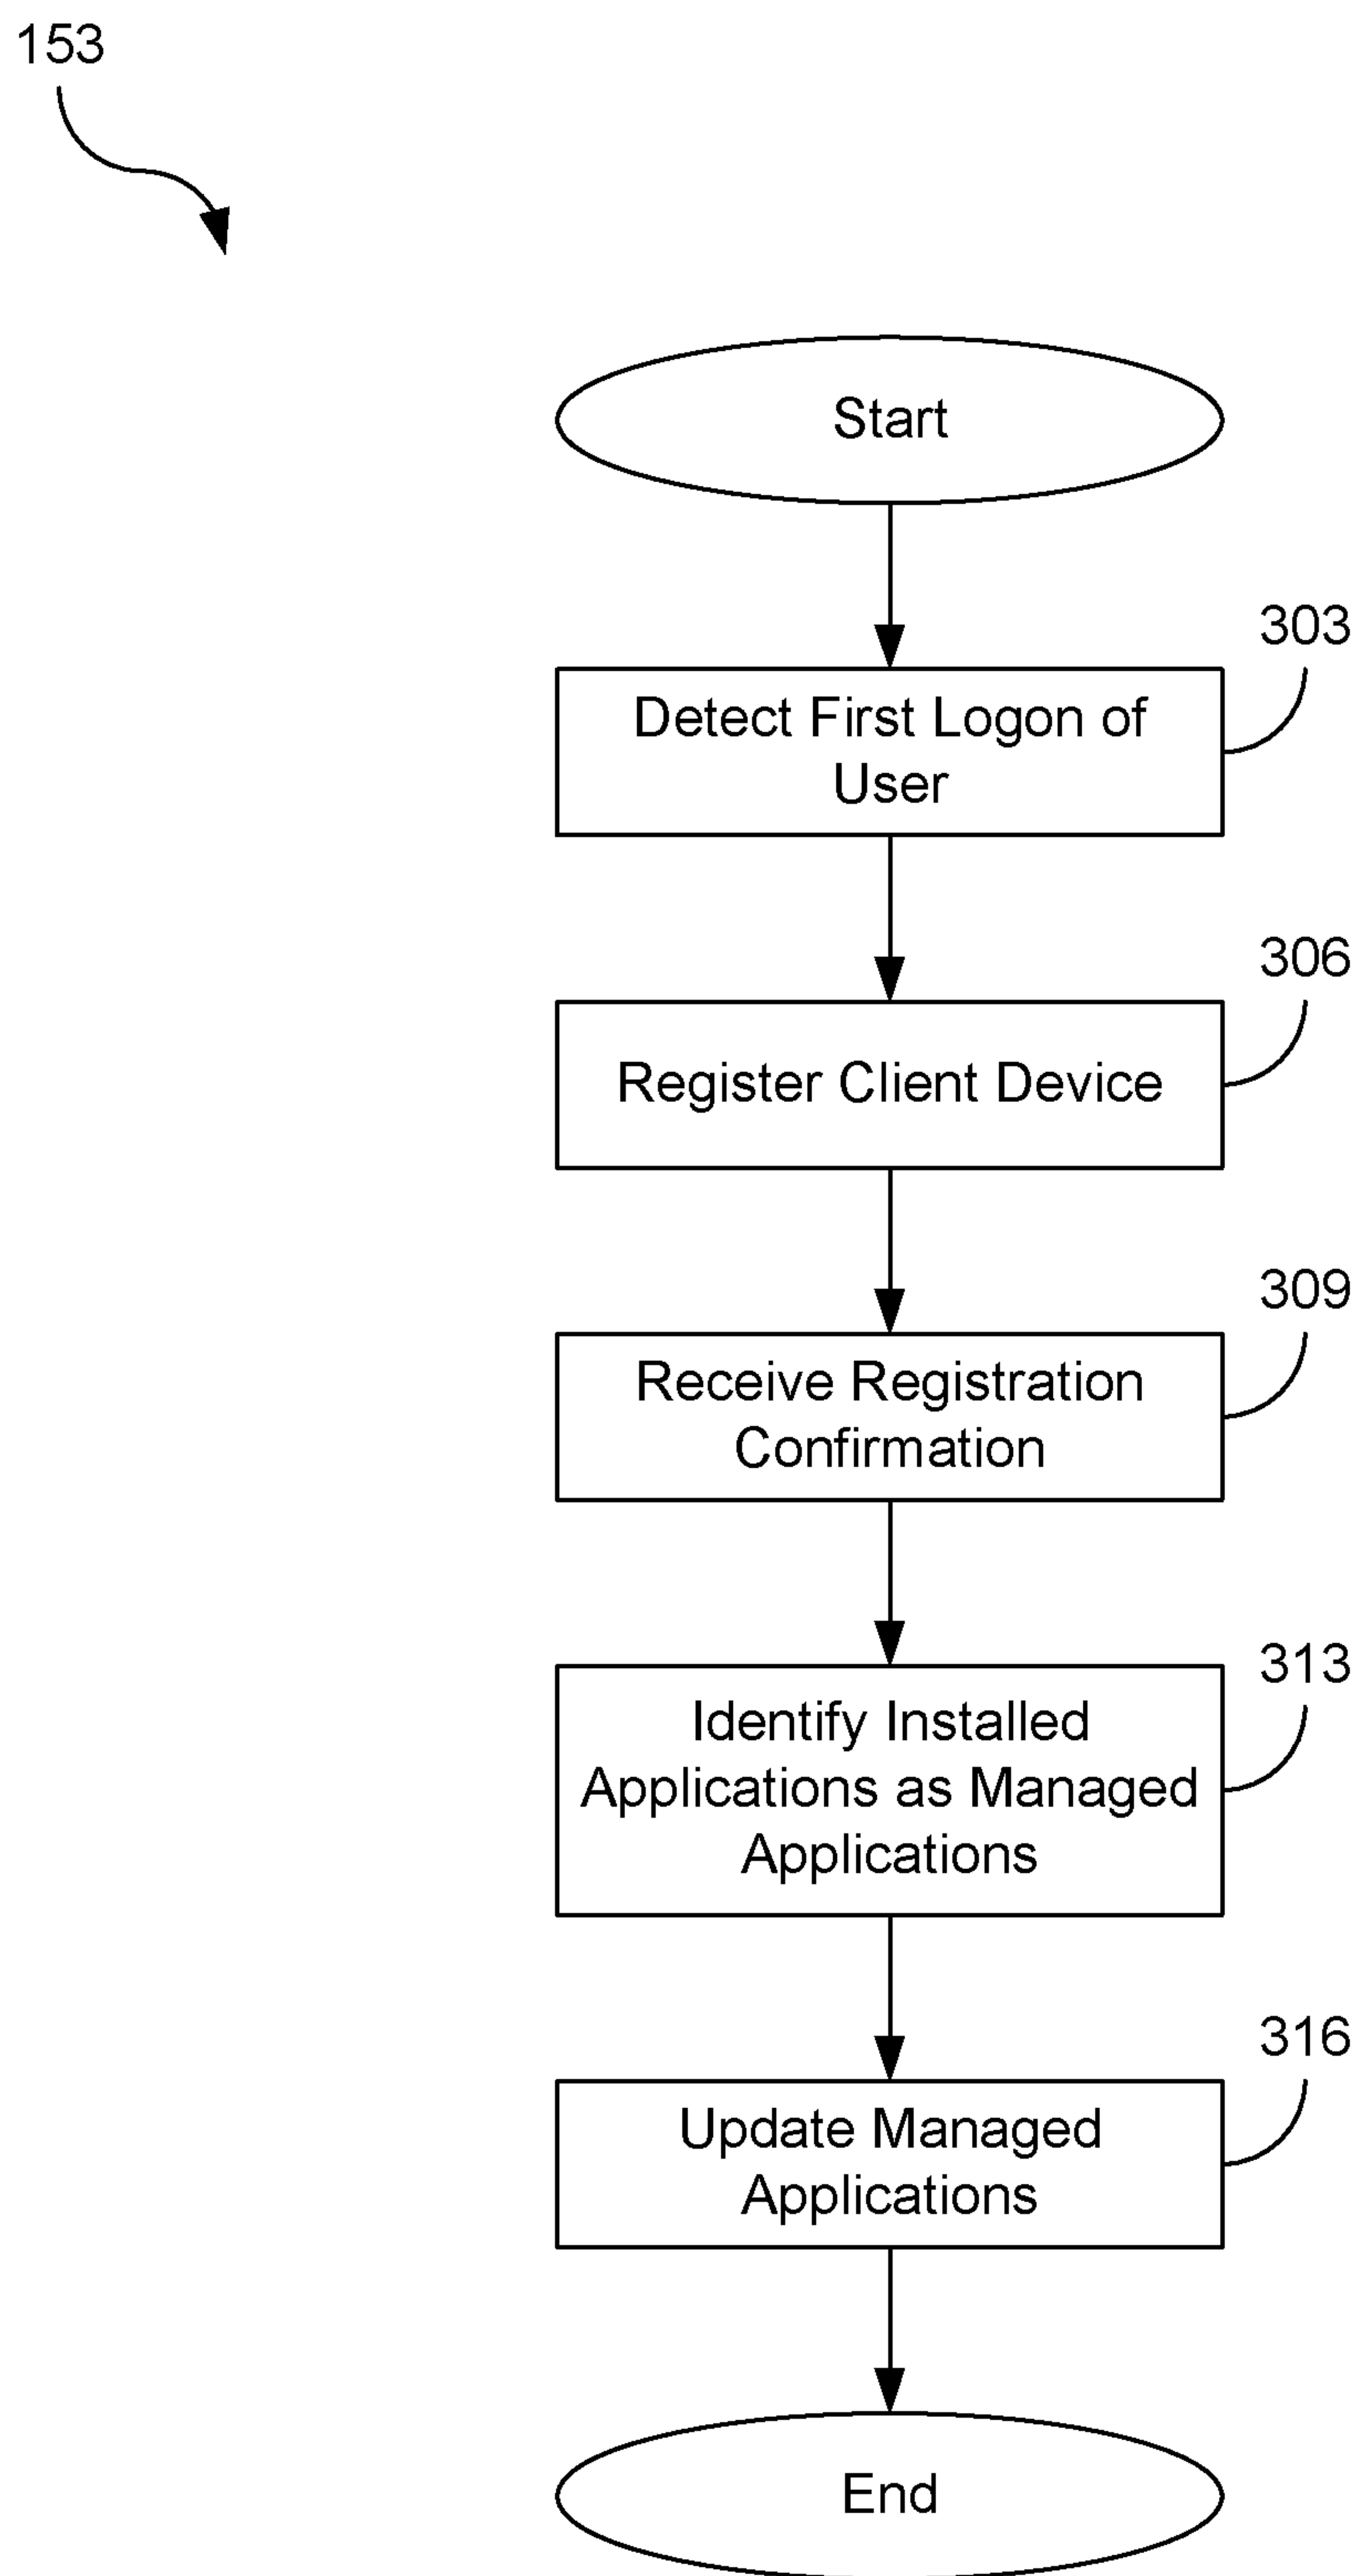 153
Start
303
Detect First Logon of
User
306
Register Client Device
309
Receive Registration
Confirmation
313
Identify Installed
Applications as Managed
Applications
316
Update Managed
Applications
End